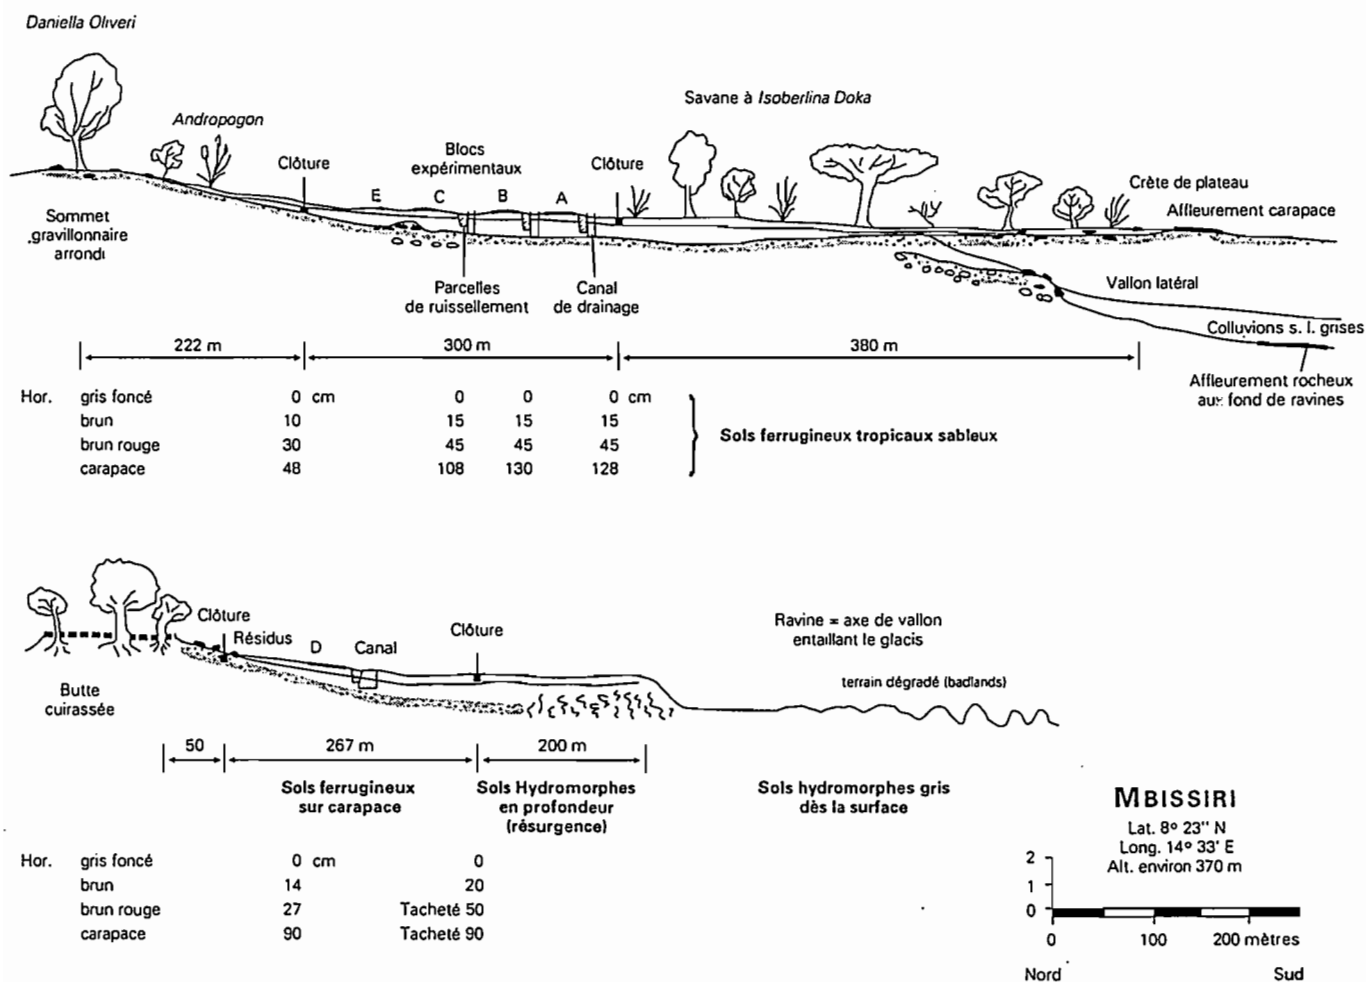 Daniella Oliveri
Savane à Isoberlina Doka
Andropogon
Clôture
Blocs
expérimentaux
Clôture
E C B A
Crête de plateau
Affleurement carapace
Sommet
gravillonnaire
arrondi
Parcelles
de ruissellement
Canal
de drainage
Vallon latéral
Colluvions s. l. grises
222 m 300 m 380 m
Affleurement rocheux
aux fond de ravines
Hor. gris foncé 0 cm 0 0 0 cm
brun 10 15 15 15
brun rouge 30 45 45 45
carapace 48 108 130 128
Sols ferrugineux tropicaux sableux
Clôture
Résidus D Canal
Clôture
Ravine = axe de vallon
entaillant le glacis
terrain dégradé (badlands)
Butte
cuirassée
50 267 m 200 m
Sols ferrugineux
sur carapace
Sols Hydromorphes
en profondeur
(résurgence)
Sols hydromorphes gris
dès la surface
MBISSIRI
Lat. 8º 23" N
Long. 14º 33' E
Alt. environ 370 m
Hor. gris foncé 0 cm 0
brun 14 20
brun rouge 27 Tacheté 50
carapace 90 Tacheté 90
2
1
0
0 100 200 mètres
Nord Sud